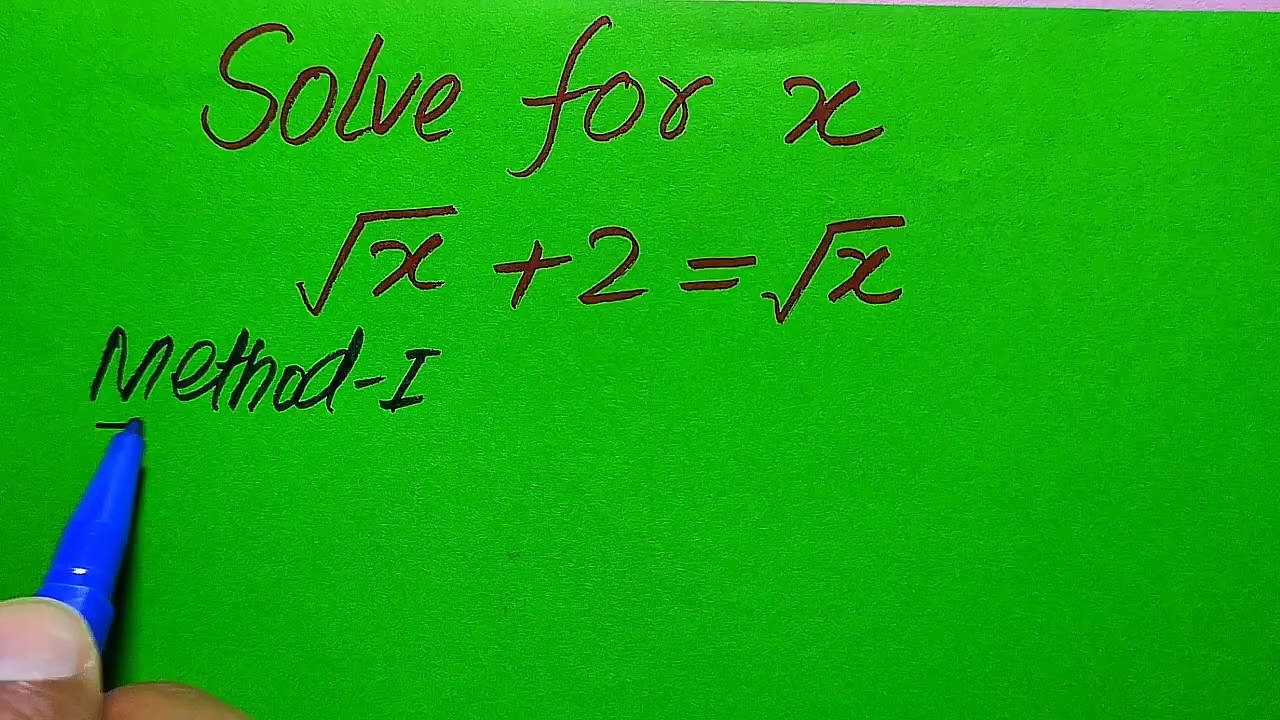 Solve for x
√x + 2 = √x
Method-I